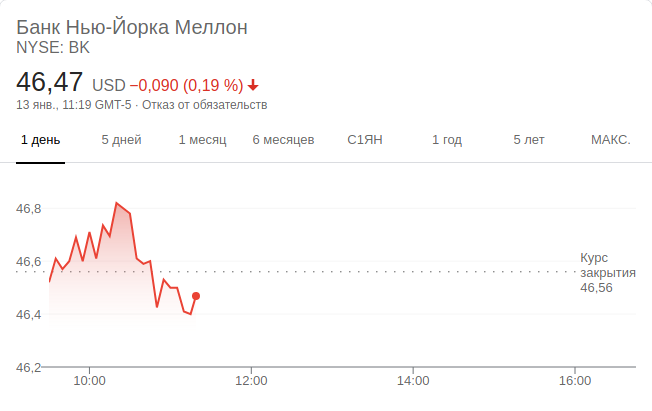 Банк Нью-Йорка Меллон
NYSE: BK
46,47 USD −0,090 (0,19 %)
13 янв., 11:19 GMT-5 · Отказ от обязательств
1 день 5 дней 1 месяц 6 месяцев С1ЯН 1 год 5 лет МАКС.
46,8
46,6
Курс
закрытия
46,56
46,4
46,2
10:00 12:00 14:00 16:00